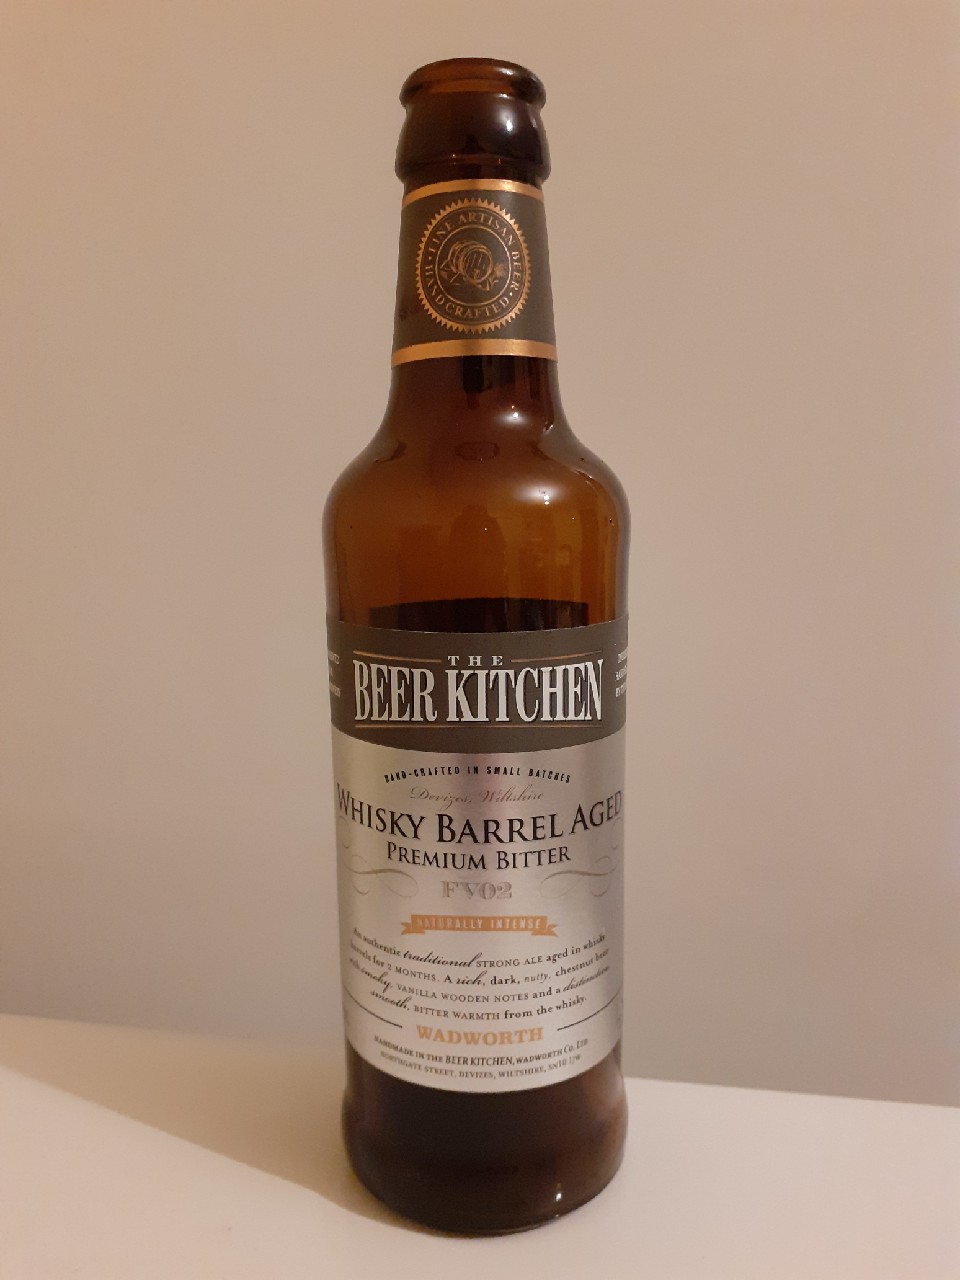 FINE ARTISAN BEER
HANDCRAFTED
THE
BEER KITCHEN
HAND-CRAFTED IN SMALL BATCHES
Devizes, Wiltshire
WHISKY BARREL AGED
PREMIUM BITTER
FV02
NATURALLY INTENSE
An authentic traditional STRONG ALE aged in whisky
barrels for 7 MONTHS. A rich, dark, nutty, chestnut beer
with smoky, VANILLA WOODEN NOTES and a distinctive,
smooth, BITTER WARMTH from the whisky.
WADWORTH
HANDMADE IN THE BEER KITCHEN, WADWORTH Co. LTD
NORTHGATE STREET, DEVIZES, WILTSHIRE, SN10 1JW